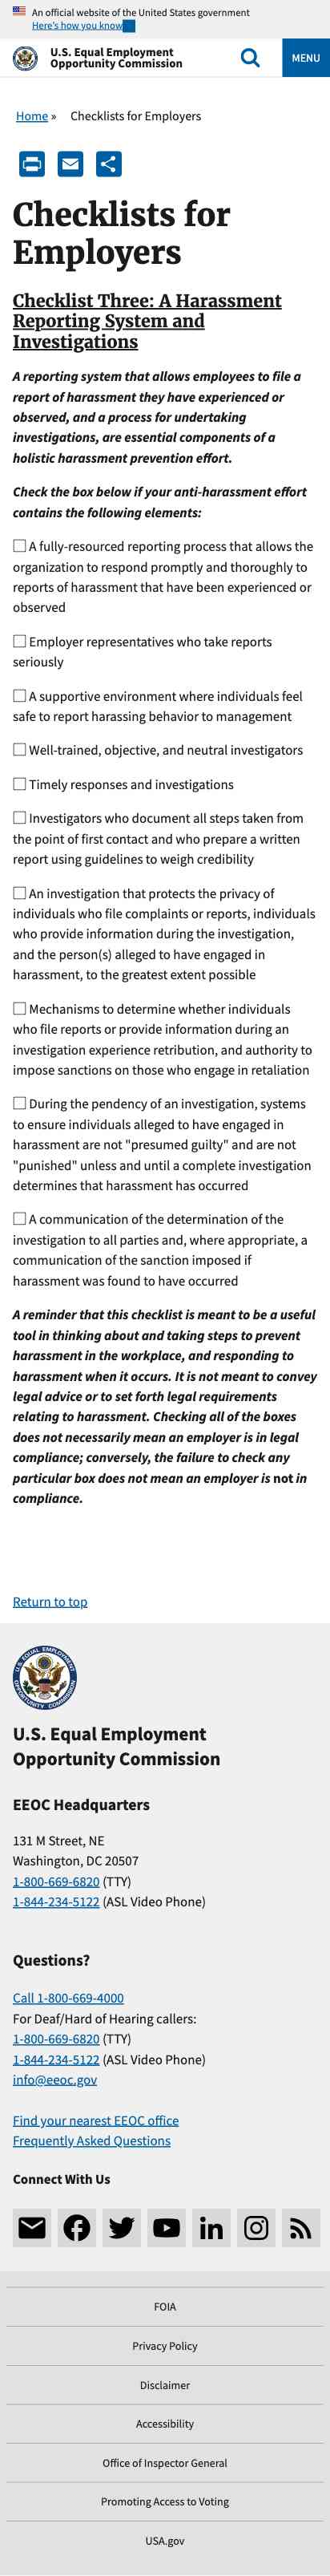 An official website of the United States government
Here's how you know
U.S. Equal Employment
Opportunity Commission
MENU
Home » Checklists for Employers
Checklists for
Employers
Checklist Three: A Harassment
Reporting System and
Investigations
A reporting system that allows employees to file a
report of harassment they have experienced or
observed, and a process for undertaking
investigations, are essential components of a
holistic harassment prevention effort.
Check the box below if your anti-harassment effort
contains the following elements:
☐ A fully-resourced reporting process that allows the
organization to respond promptly and thoroughly to
reports of harassment that have been experienced or
observed
☐ Employer representatives who take reports
seriously
☐ A supportive environment where individuals feel
safe to report harassing behavior to management
☐ Well-trained, objective, and neutral investigators
☐ Timely responses and investigations
☐ Investigators who document all steps taken from
the point of first contact and who prepare a written
report using guidelines to weigh credibility
☐ An investigation that protects the privacy of
individuals who file complaints or reports, individuals
who provide information during the investigation,
and the person(s) alleged to have engaged in
harassment, to the greatest extent possible
☐ Mechanisms to determine whether individuals
who file reports or provide information during an
investigation experience retribution, and authority to
impose sanctions on those who engage in retaliation
☐ During the pendency of an investigation, systems
to ensure individuals alleged to have engaged in
harassment are not "presumed guilty" and are not
"punished" unless and until a complete investigation
determines that harassment has occurred
☐ A communication of the determination of the
investigation to all parties and, where appropriate, a
communication of the sanction imposed if
harassment was found to have occurred
A reminder that this checklist is meant to be a useful
tool in thinking about and taking steps to prevent
harassment in the workplace, and responding to
harassment when it occurs. It is not meant to convey
legal advice or to set forth legal requirements
relating to harassment. Checking all of the boxes
does not necessarily mean an employer is in legal
compliance; conversely, the failure to check any
particular box does not mean an employer is not in
compliance.
Return to top
U.S. Equal Employment
Opportunity Commission
EEOC Headquarters
131 M Street, NE
Washington, DC 20507
1-800-669-6820 (TTY)
1-844-234-5122 (ASL Video Phone)
Questions?
Call 1-800-669-4000
For Deaf/Hard of Hearing callers:
1-800-669-6820 (TTY)
1-844-234-5122 (ASL Video Phone)
info@eeoc.gov
Find your nearest EEOC office
Frequently Asked Questions
Connect With Us
FOIA
Privacy Policy
Disclaimer
Accessibility
Office of Inspector General
Promoting Access to Voting
USA.gov